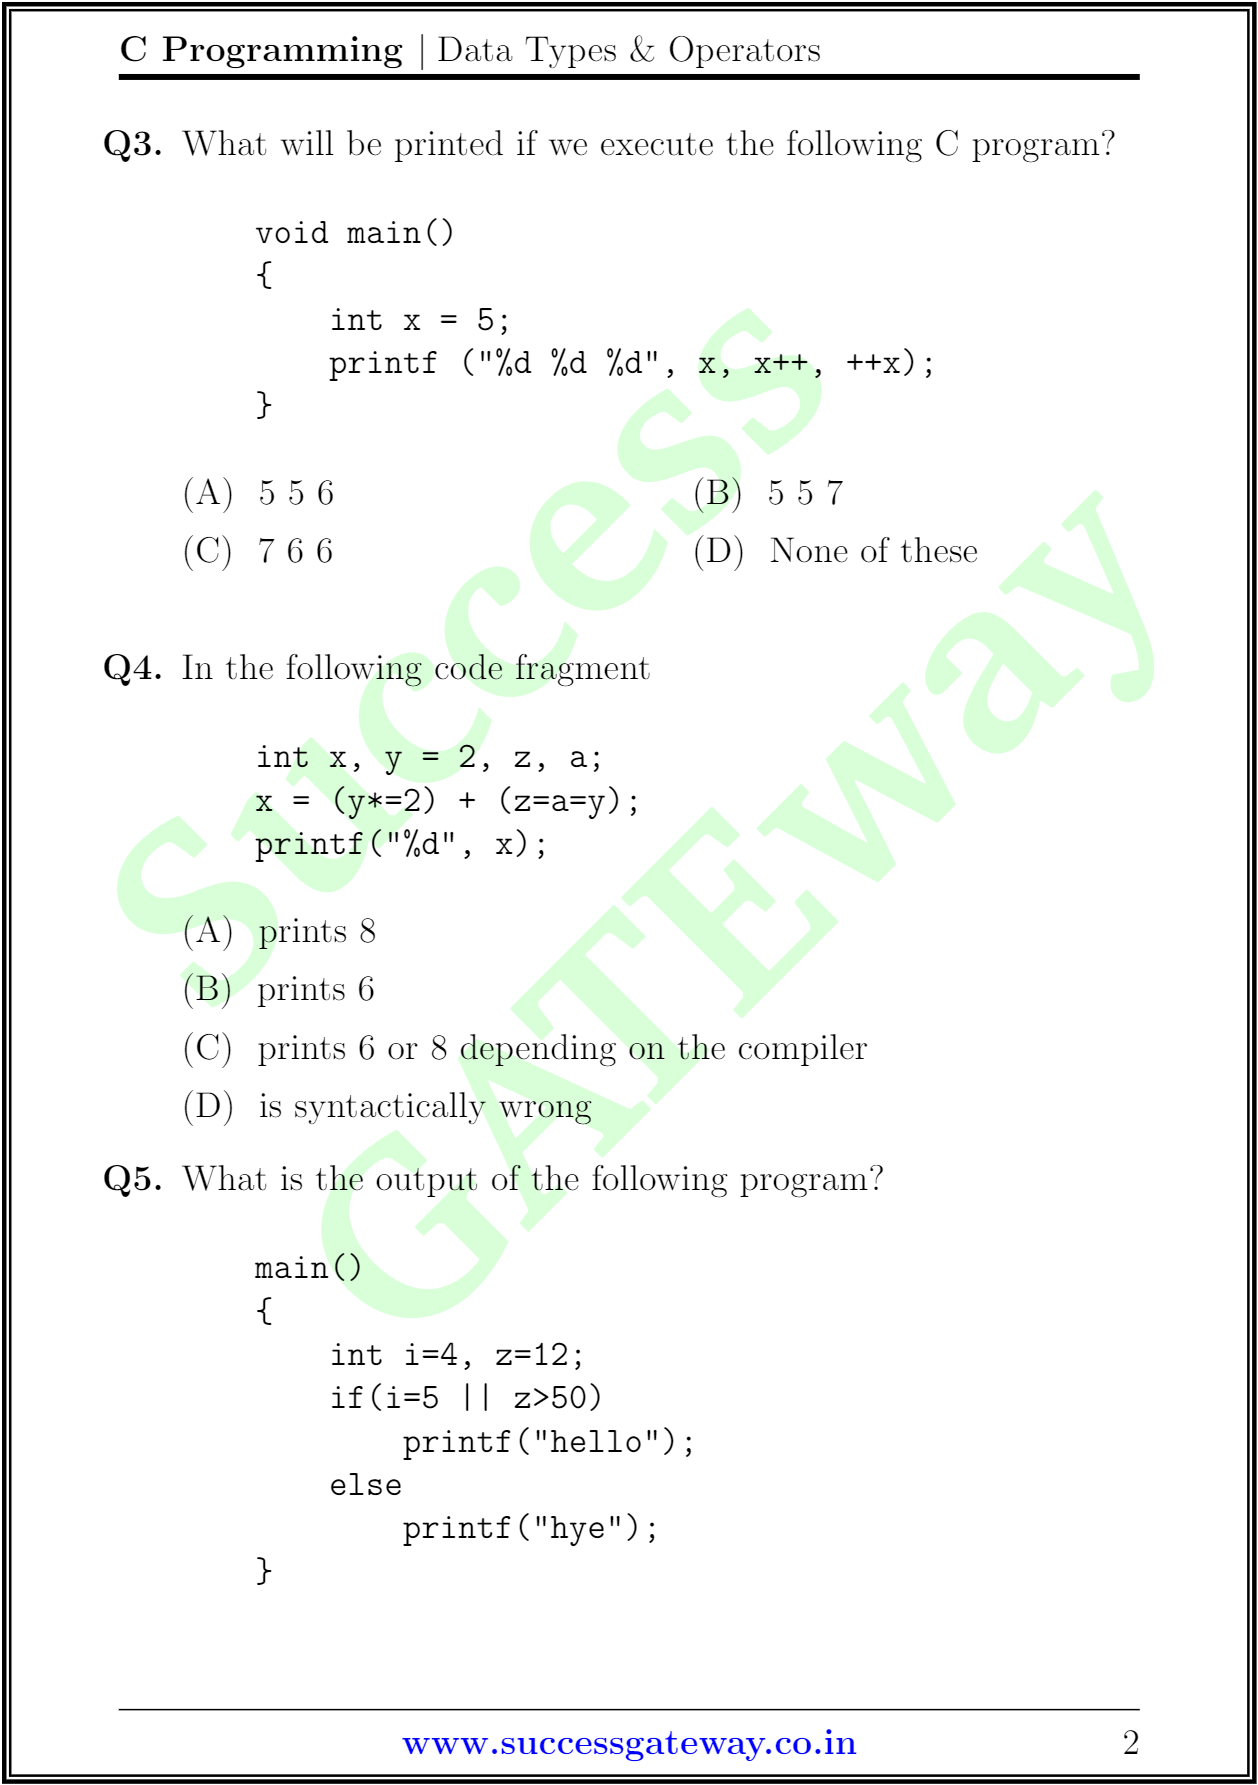 C Programming | Data Types & Operators
Q3. What will be printed if we execute the following C program?
void main()
{
    int x = 5;
    printf ("%d %d %d", x, x++, ++x);
}
(A) 5 5 6 (B) 5 5 7
(C) 7 6 6 (D) None of these
Q4. In the following code fragment
int x, y = 2, z, a;
x = (y*=2) + (z=a=y);
printf("%d", x);
(A) prints 8
(B) prints 6
(C) prints 6 or 8 depending on the compiler
(D) is syntactically wrong
Q5. What is the output of the following program?
main()
{
    int i=4, z=12;
    if(i=5 || z>50)
        printf("hello");
    else
        printf("hye");
}
Success
GATEway
www.successgateway.co.in 2